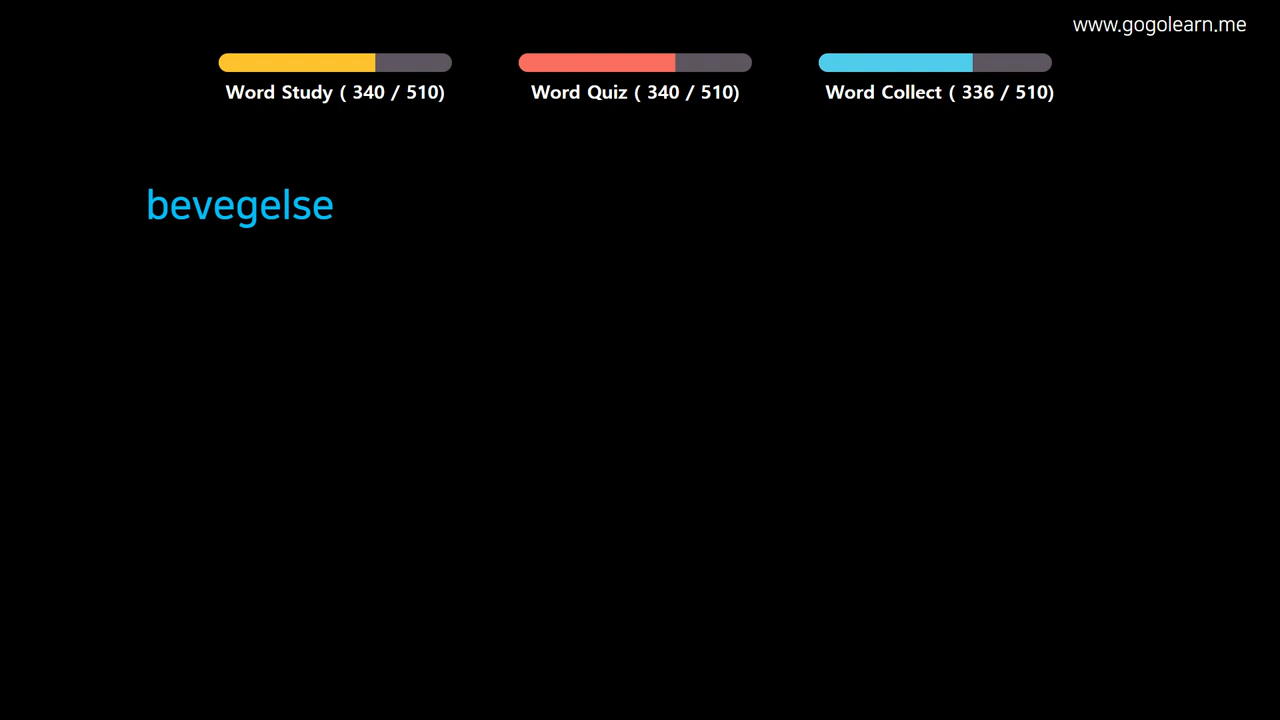 www.gogolearn.me
Word Study ( 340 / 510)
Word Quiz ( 340 / 510)
Word Collect ( 336 / 510)
bevegelse